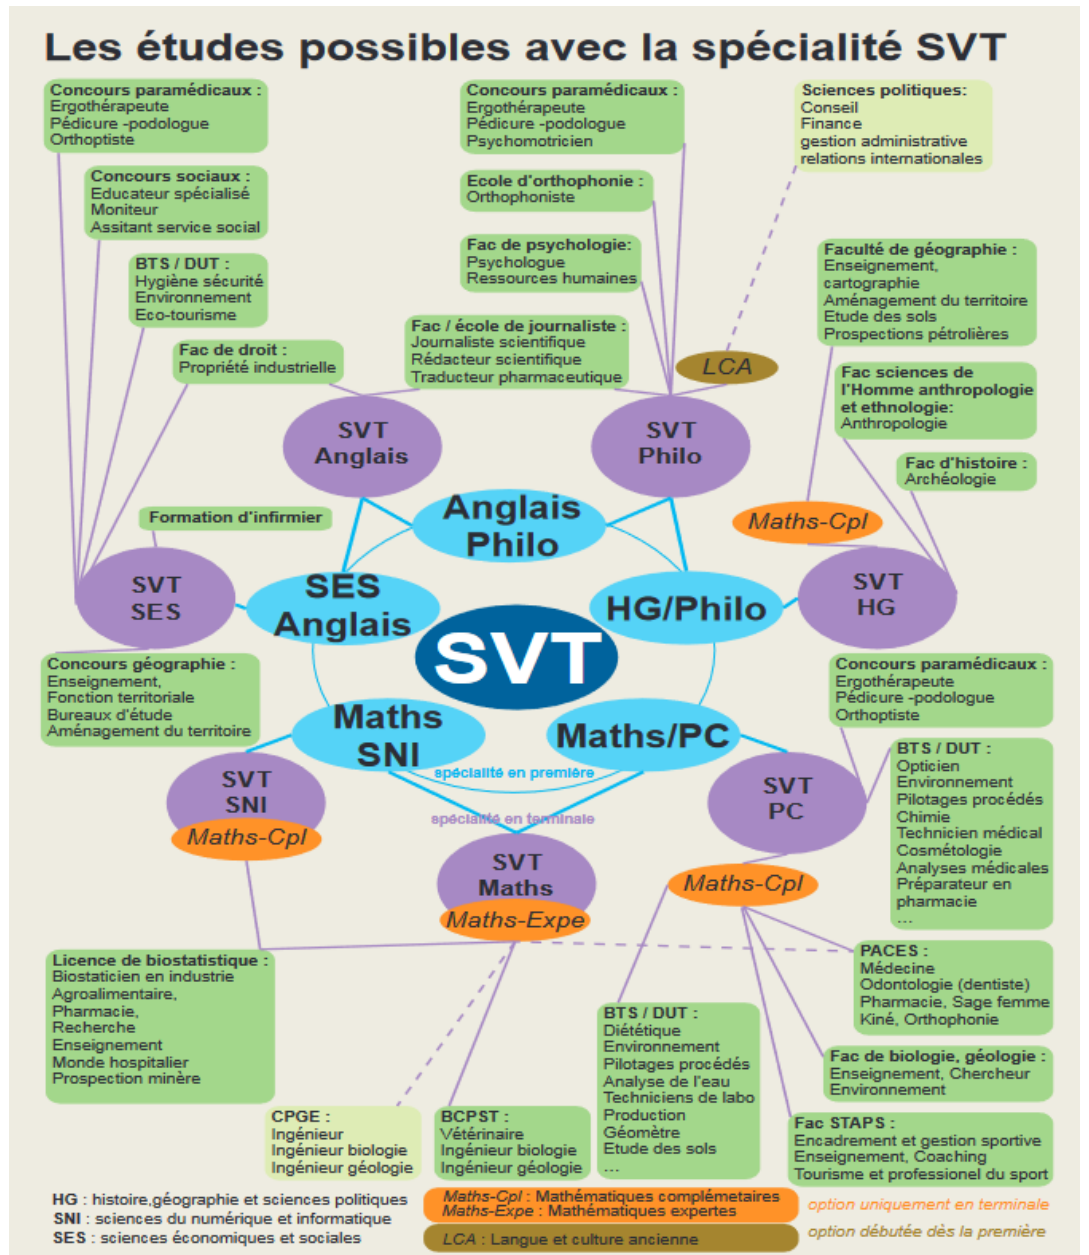 Les études possibles avec la spécialité SVT
Concours paramédicaux :
Ergothérapeute
Pédicure -podologue
Orthoptiste
Concours sociaux :
Educateur spécialisé
Moniteur
Assitant service social
BTS / DUT :
Hygiène sécurité
Environnement
Eco-tourisme
Fac de droit :
Propriété industrielle
Concours paramédicaux :
Ergothérapeute
Pédicure -podologue
Psychomotricien
Ecole d'orthophonie :
Orthophoniste
Fac de psychologie:
Psychologue
Ressources humaines
Fac / école de journaliste :
Journaliste scientifique
Rédacteur scientifique
Traducteur pharmaceutique
Sciences politiques:
Conseil
Finance
gestion administrative
relations internationales
LCA
Faculté de géographie :
Enseignement,
cartographie
Aménagement du territoire
Etude des sols
Prospections pétrolières
Fac sciences de
l'Homme anthropologie
et ethnologie:
Anthropologie
Fac d'histoire :
Archéologie
SVT
Anglais
SVT
Philo
Anglais
Philo
Maths-Cpl
Formation d'infirmier
SVT
SES
SES
Anglais
HG/Philo
SVT
HG
SVT
Concours géographie :
Enseignement,
Fonction territoriale
Bureaux d'étude
Aménagement du territoire
Maths
SNI
Maths/PC
spécialité en première
spécialité en terminale
SVT
SNI
Maths-Cpl
SVT
Maths
Maths-Expe
SVT
PC
Maths-Cpl
Concours paramédicaux :
Ergothérapeute
Pédicure -podologue
Orthoptiste
BTS / DUT :
Opticien
Environnement
Pilotages procédés
Chimie
Technicien médical
Cosmétologie
Analyses médicales
Préparateur en
pharmacie
...
Licence de biostatistique :
Biostaticien en industrie
Agroalimentaire,
Pharmacie,
Recherche
Enseignement
Monde hospitalier
Prospection minère
CPGE :
Ingénieur
Ingénieur biologie
Ingénieur géologie
BCPST :
Vétérinaire
Ingénieur biologie
Ingénieur géologie
BTS / DUT :
Diététique
Environnement
Pilotages procédés
Analyse de l'eau
Techniciens de labo
Production
Géomètre
Etude des sols
...
PACES :
Médecine
Odontologie (dentiste)
Pharmacie, Sage femme
Kiné, Orthophonie
Fac de biologie, géologie :
Enseignement, Chercheur
Environnement
Fac STAPS :
Encadrement et gestion sportive
Enseignement, Coaching
Tourisme et professionel du sport
HG : histoire,géographie et sciences politiques
SNI : sciences du numérique et informatique
SES : sciences économiques et sociales
Maths-Cpl : Mathématiques complémetaires
Maths-Expe : Mathématiques expertes
LCA : Langue et culture ancienne
option uniquement en terminale
option débutée dès la première